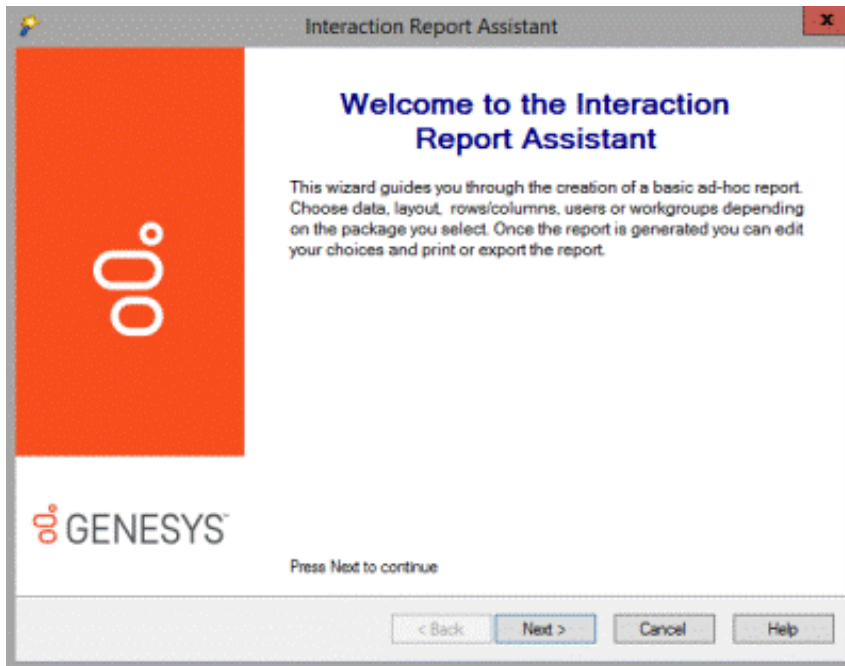 Interaction Report Assistant
x
Welcome to the Interaction
Report Assistant
This wizard guides you through the creation of a basic ad-hoc report.
Choose data, layout, rows/columns, users or workgroups depending
on the package you select. Once the report is generated you can edit
your choices and print or export the report.
GENESYS™
Press Next to continue
< Back Next > Cancel Help